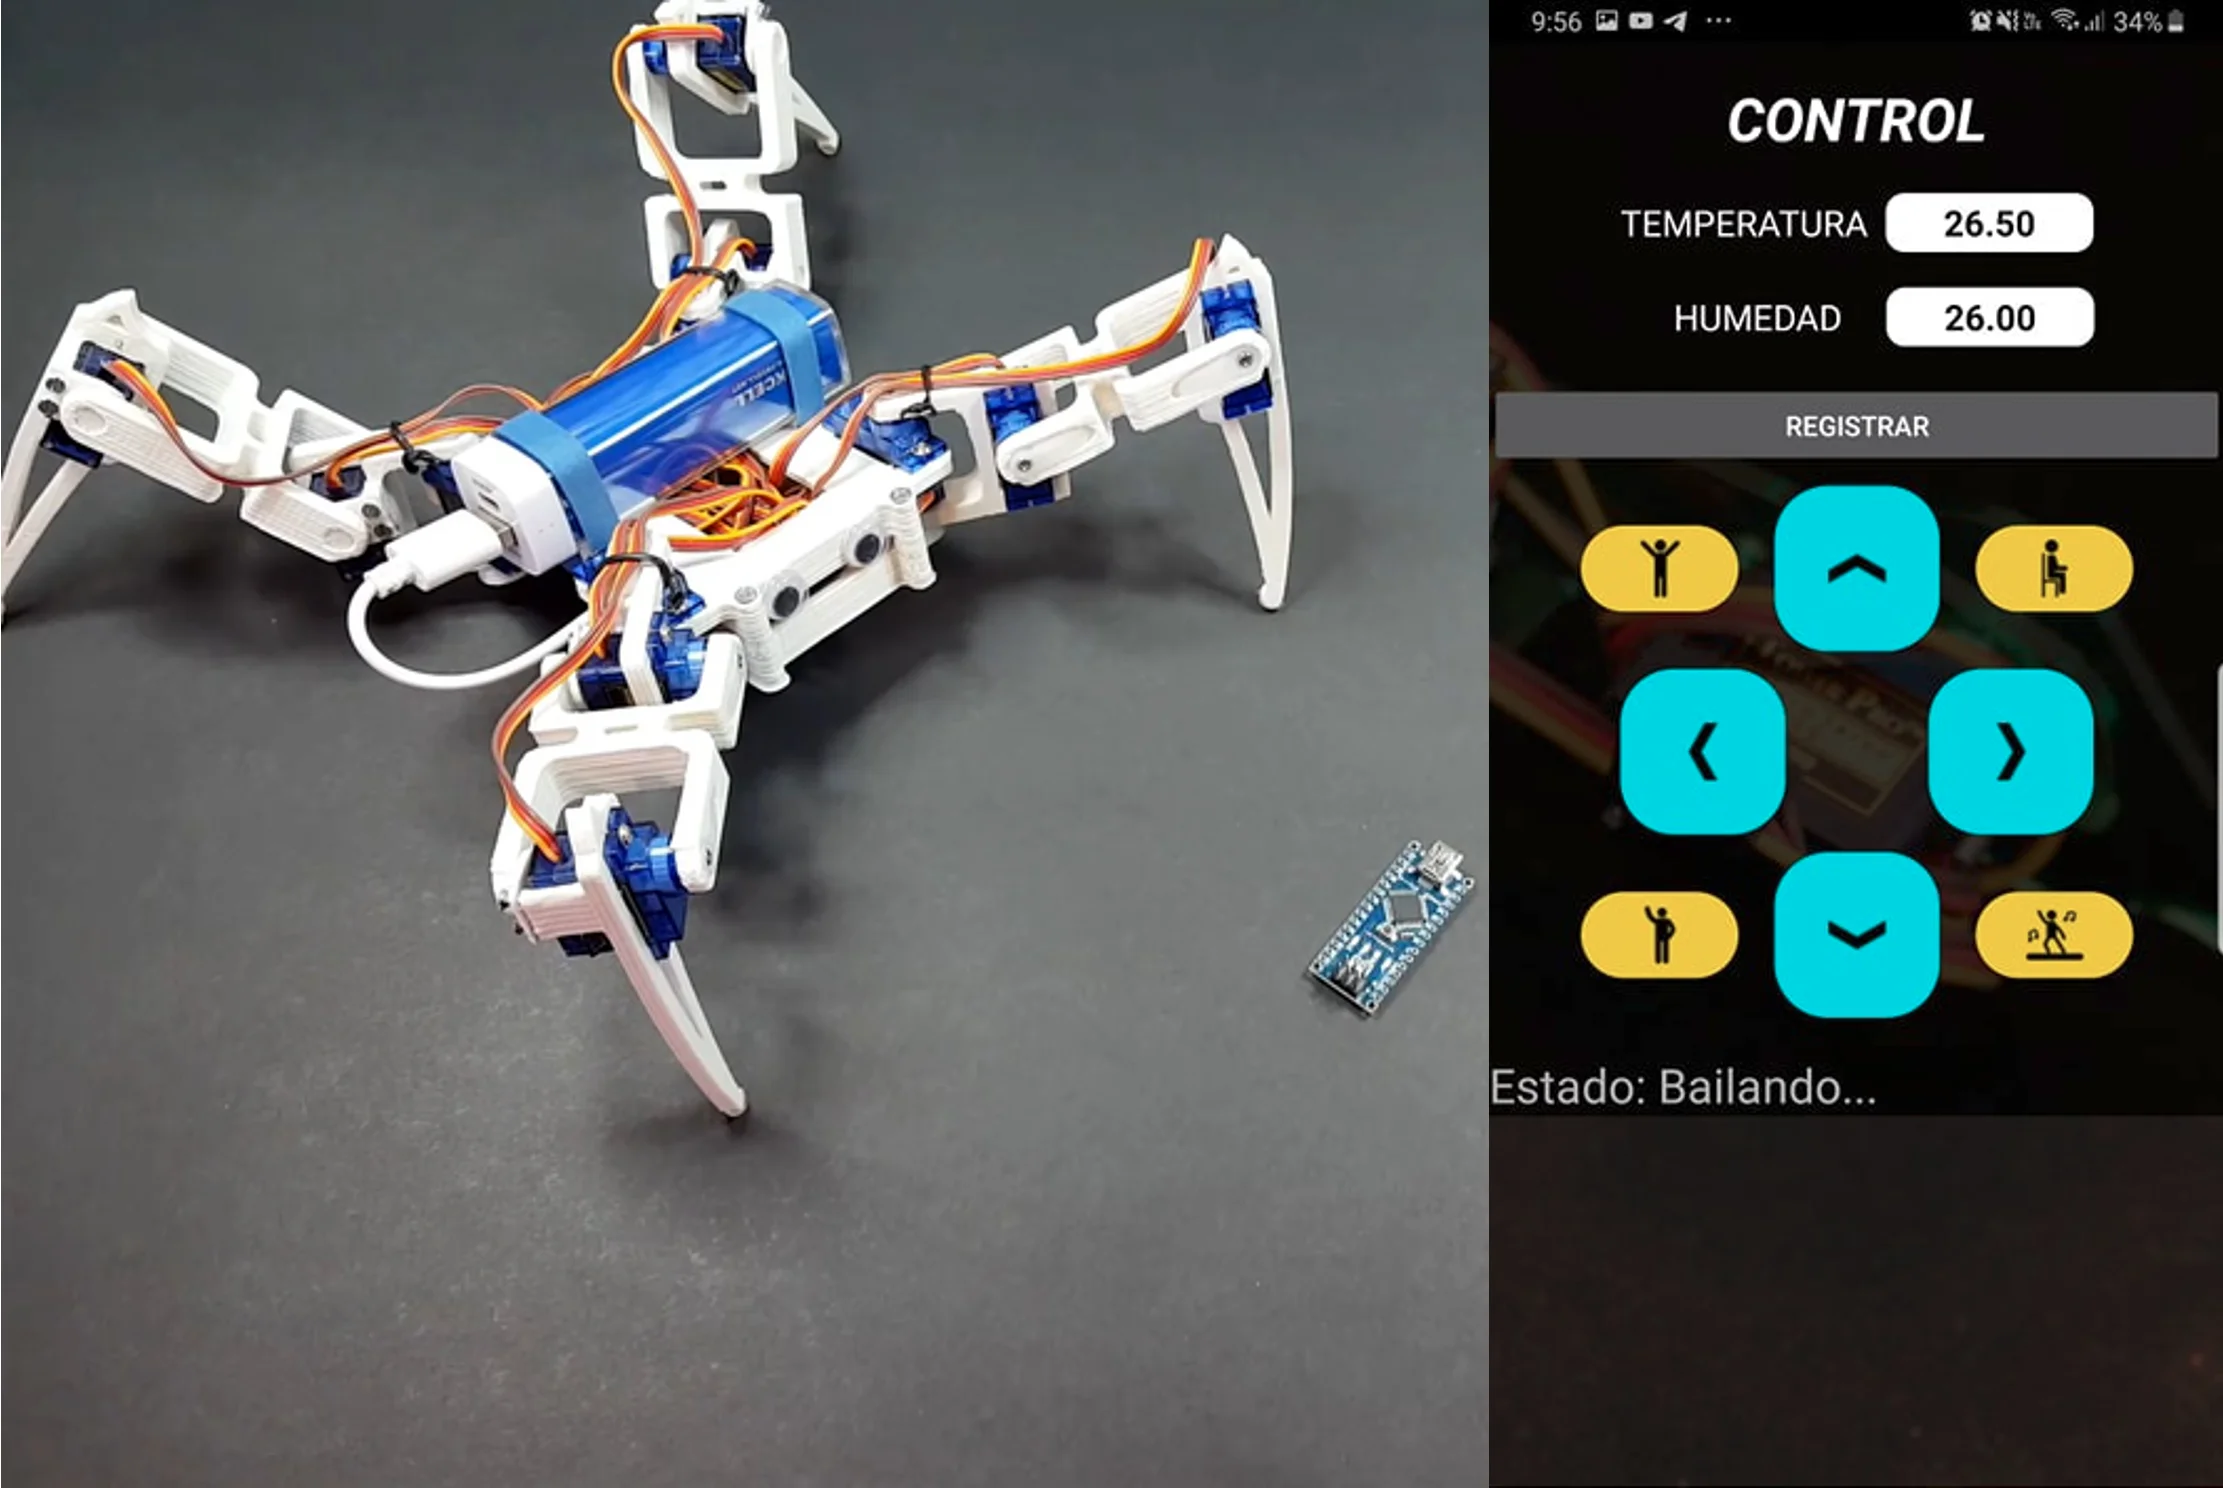 9:56
34%
CONTROL
TEMPERATURA 26.50
HUMEDAD 26.00
REGISTRAR
Estado: Bailando...